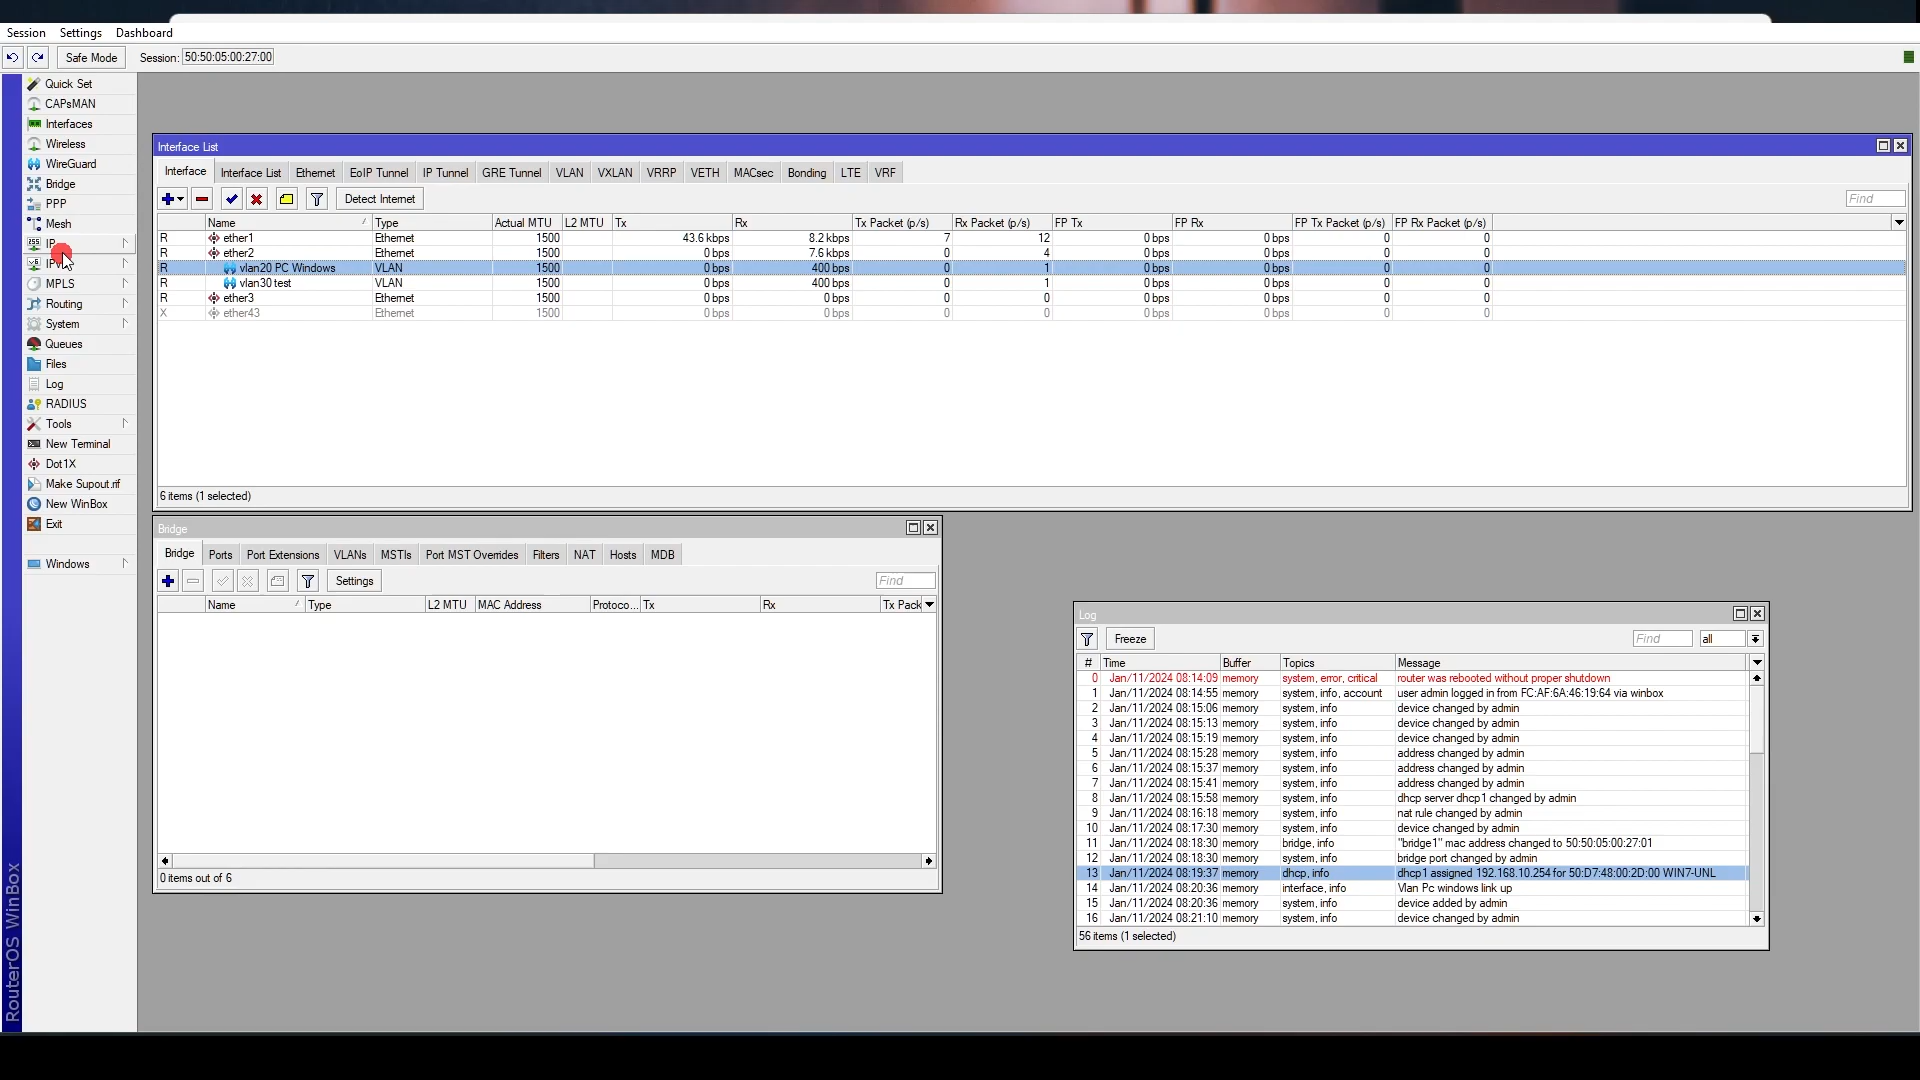 Session Settings Dashboard
Safe Mode Session: 50:50:05:00:27:00
Quick Set
CAPsMAN
Interfaces
Wireless
WireGuard
Bridge
PPP
Mesh
IP
MPLS
Routing
System
Queues
Files
Log
RADIUS
Tools
New Terminal
Dot1X
Make Supout.rif
New WinBox
Exit
Windows
RouterOS WinBox
Interface List
Interface Interface List Ethernet EoIP Tunnel IP Tunnel GRE Tunnel VLAN VXLAN VRRP VETH MACsec Bonding LTE VRF
Detect Internet Find
Name / Type Actual MTU L2 MTU Tx Rx Tx Packet (p/s) Rx Packet (p/s) FP Tx FP Rx FP Tx Packet (p/s) FP Rx Packet (p/s)
R ether1 Ethernet 1500 43.6 kbps 8.2 kbps 7 12 0 bps 0 bps 0 0
R ether2 Ethernet 1500 0 bps 7.6 kbps 0 4 0 bps 0 bps 0 0
R vlan20 PC Windows VLAN 1500 0 bps 400 bps 0 1 0 bps 0 bps 0 0
R vlan30 test VLAN 1500 0 bps 400 bps 0 1 0 bps 0 bps 0 0
R ether3 Ethernet 1500 0 bps 0 bps 0 0 0 bps 0 bps 0 0
X ether43 Ethernet 1500 0 bps 0 bps 0 0 0 bps 0 bps 0 0
6 items (1 selected)
Bridge
Bridge Ports Port Extensions VLANs MSTIs Port MST Overrides Filters NAT Hosts MDB
Settings Find
Name / Type L2 MTU MAC Address Protoco... Tx Rx Tx Pack
0 items out of 6
Log
Freeze Find all
# Time Buffer Topics Message
0 Jan/11/2024 08:14:09 memory system, error, critical router was rebooted without proper shutdown
1 Jan/11/2024 08:14:55 memory system, info, account user admin logged in from FC:AF:6A:46:19:64 via winbox
2 Jan/11/2024 08:15:06 memory system, info device changed by admin
3 Jan/11/2024 08:15:13 memory system, info device changed by admin
4 Jan/11/2024 08:15:19 memory system, info device changed by admin
5 Jan/11/2024 08:15:28 memory system, info address changed by admin
6 Jan/11/2024 08:15:37 memory system, info address changed by admin
7 Jan/11/2024 08:15:41 memory system, info address changed by admin
8 Jan/11/2024 08:15:58 memory system, info dhcp server dhcp1 changed by admin
9 Jan/11/2024 08:16:18 memory system, info nat rule changed by admin
10 Jan/11/2024 08:17:30 memory system, info device changed by admin
11 Jan/11/2024 08:18:30 memory bridge, info "bridge1" mac address changed to 50:50:05:00:27:01
12 Jan/11/2024 08:18:30 memory system, info bridge port changed by admin
13 Jan/11/2024 08:19:37 memory dhcp, info dhcp1 assigned 192.168.10.254 for 50:D7:48:00:2D:00 WIN7-UNL
14 Jan/11/2024 08:20:36 memory interface, info Vlan Pc windows link up
15 Jan/11/2024 08:20:36 memory system, info device added by admin
16 Jan/11/2024 08:21:10 memory system, info device changed by admin
56 items (1 selected)